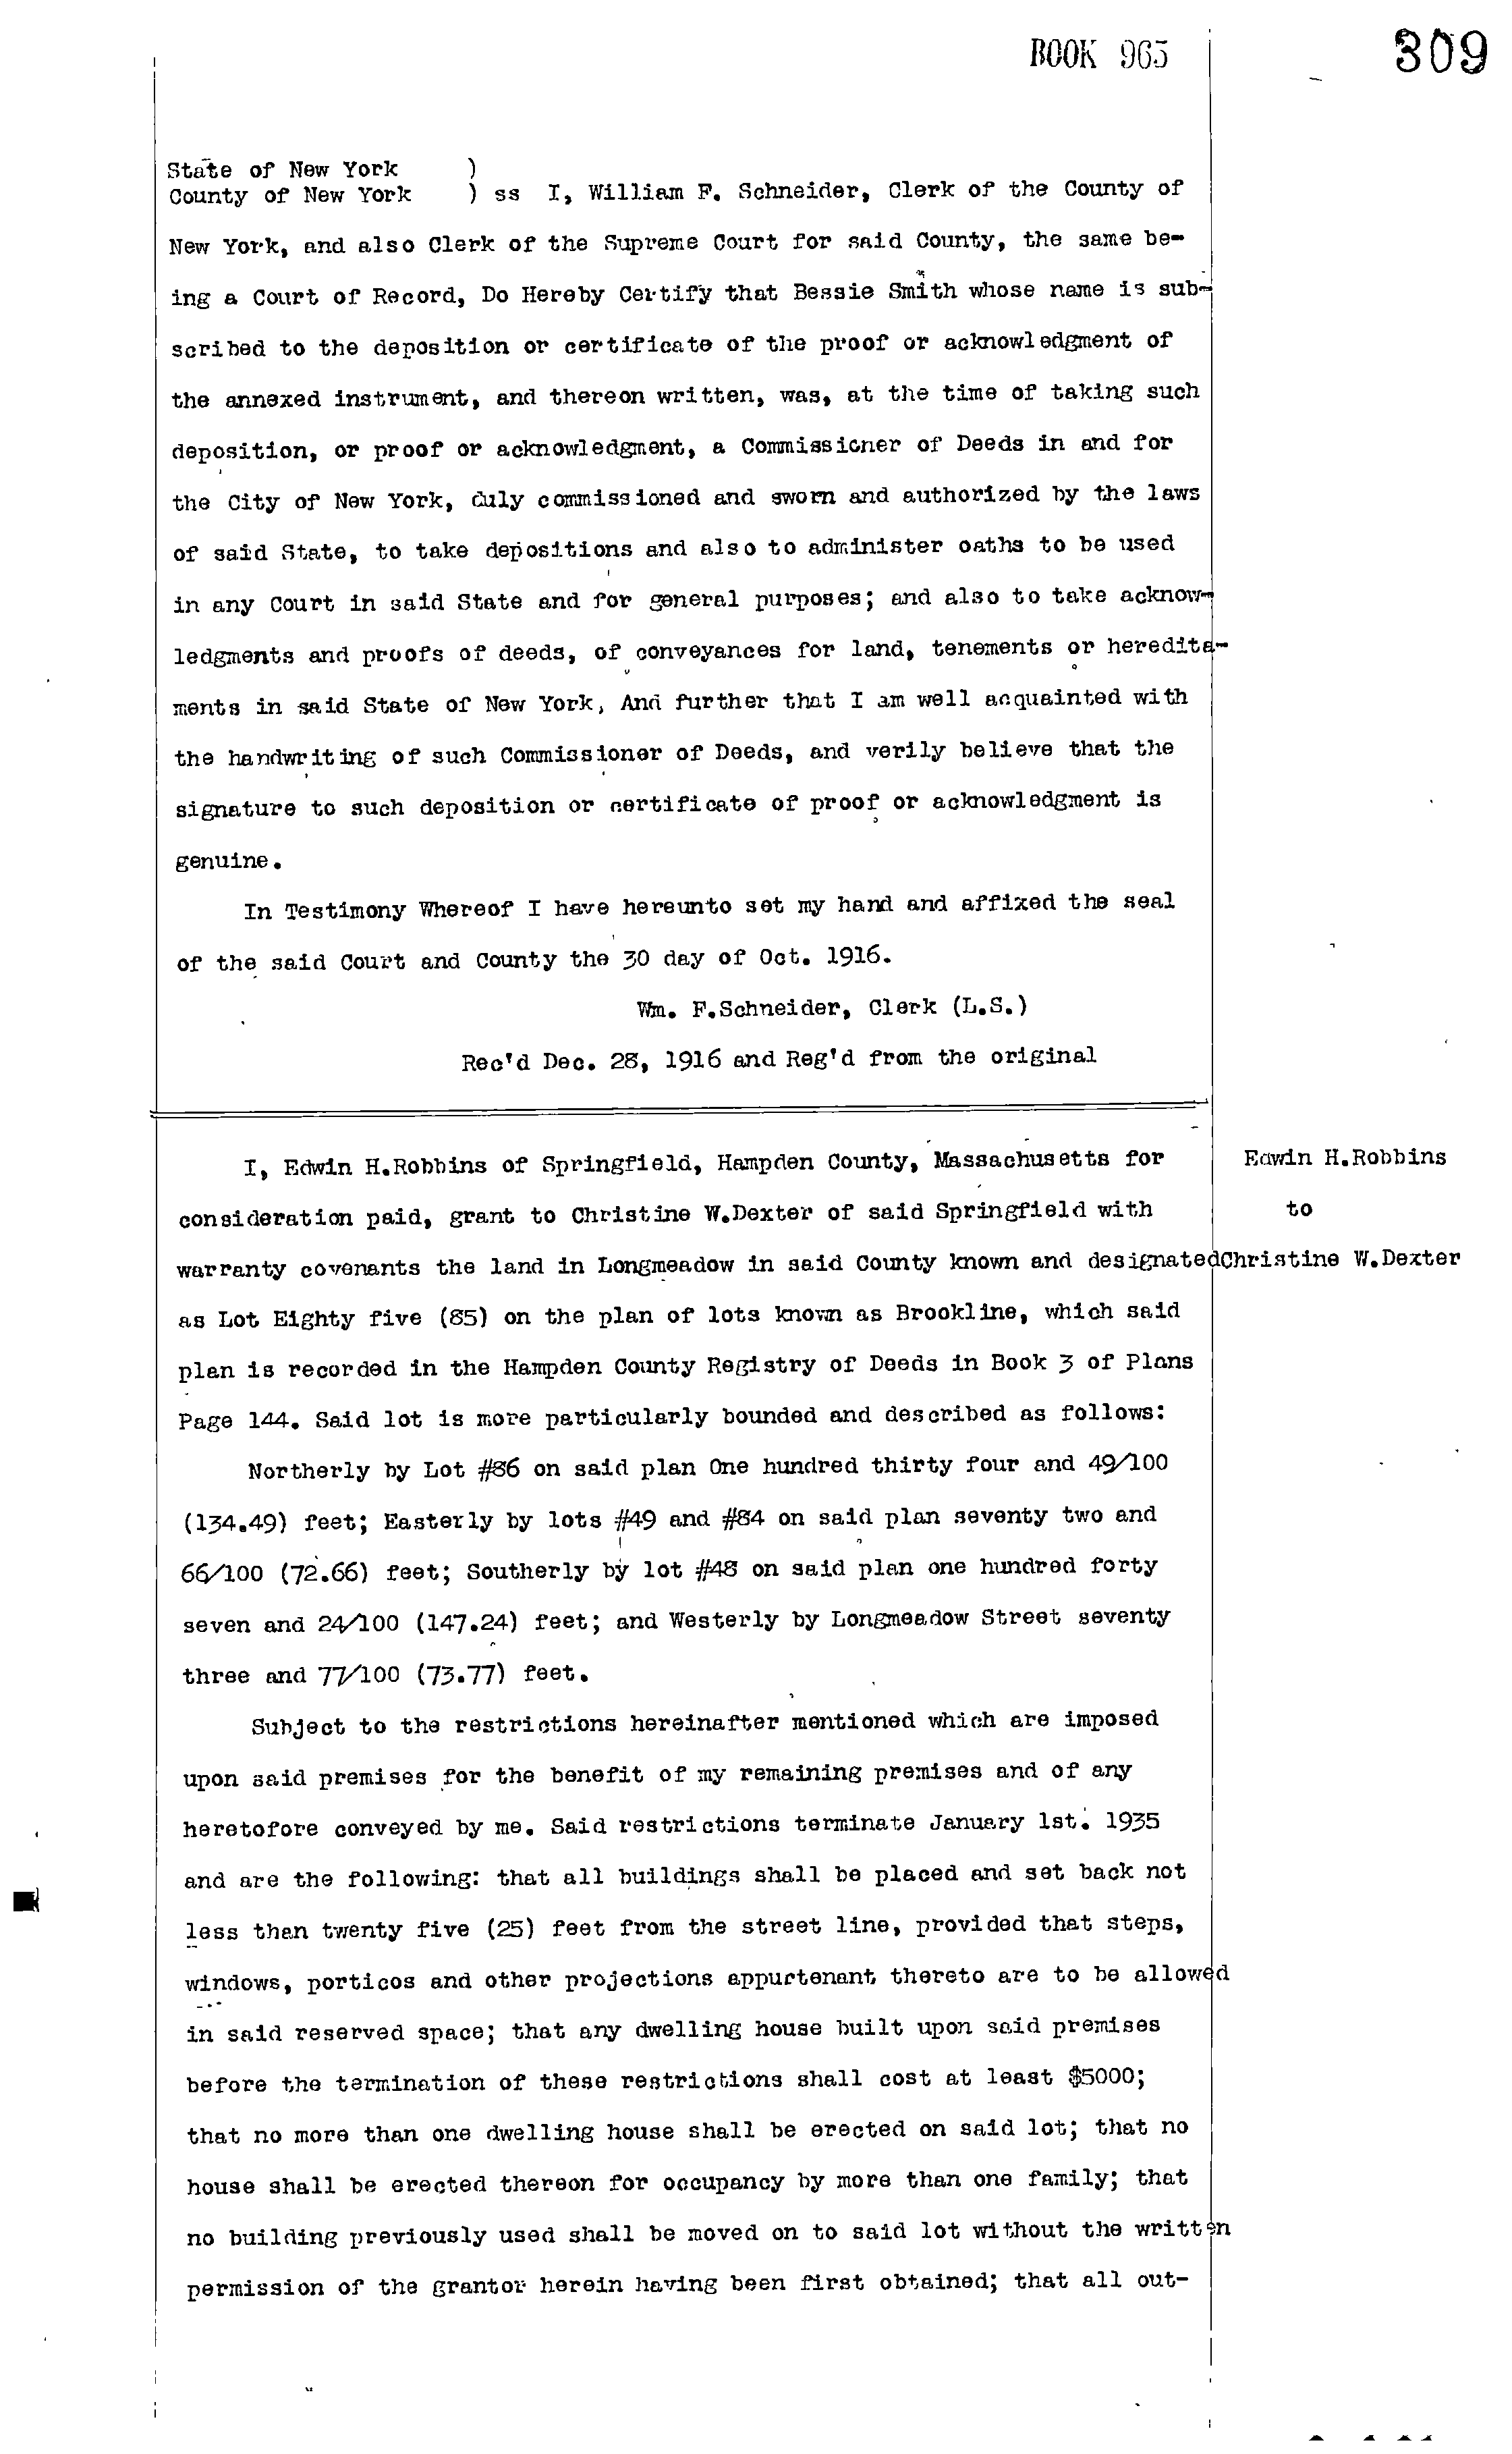 BOOK 965
309
State of New York )
County of New York ) ss I, William F. Schneider, Clerk of the County of
New York, and also Clerk of the Supreme Court for said County, the same be-
ing a Court of Record, Do Hereby Certify that Bessie Smith whose name is sub-
scribed to the deposition or certificate of the proof or acknowledgment of
the annexed instrument, and thereon written, was, at the time of taking such
deposition, or proof or acknowledgment, a Commissioner of Deeds in and for
the City of New York, duly commissioned and sworn and authorized by the laws
of said State, to take depositions and also to administer oaths to be used
in any Court in said State and for general purposes; and also to take acknow-
ledgments and proofs of deeds, of conveyances for land, tenements or heredita-
ments in said State of New York, And further that I am well acquainted with
the handwriting of such Commissioner of Deeds, and verily believe that the
signature to such deposition or certificate of proof or acknowledgment is
genuine.
In Testimony Whereof I have hereunto set my hand and affixed the seal
of the said Court and County the 30 day of Oct. 1916.
Wm. F.Schneider, Clerk (L.S.)
Rec'd Dec. 28, 1916 and Reg'd from the original
I, Edwin H.Robbins of Springfield, Hampden County, Massachusetts for
Edwin H.Robbins
consideration paid, grant to Christine W.Dexter of said Springfield with
to
warranty covenants the land in Longmeadow in said County known and designated
Christine W.Dexter
as Lot Eighty five (85) on the plan of lots known as Brookline, which said
plan is recorded in the Hampden County Registry of Deeds in Book 3 of Plans
Page 144. Said lot is more particularly bounded and described as follows:
Northerly by Lot #86 on said plan One hundred thirty four and 49/100
(134.49) feet; Easterly by lots #49 and #84 on said plan seventy two and
66/100 (72.66) feet; Southerly by lot #48 on said plan one hundred forty
seven and 24/100 (147.24) feet; and Westerly by Longmeadow Street seventy
three and 77/100 (73.77) feet.
Subject to the restrictions hereinafter mentioned which are imposed
upon said premises for the benefit of my remaining premises and of any
heretofore conveyed by me. Said restrictions terminate January 1st. 1935
and are the following: that all buildings shall be placed and set back not
less than twenty five (25) feet from the street line, provided that steps,
windows, porticos and other projections appurtenant thereto are to be allowed
in said reserved space; that any dwelling house built upon said premises
before the termination of these restrictions shall cost at least $5000;
that no more than one dwelling house shall be erected on said lot; that no
house shall be erected thereon for occupancy by more than one family; that
no building previously used shall be moved on to said lot without the written
permission of the grantor herein having been first obtained; that all out-